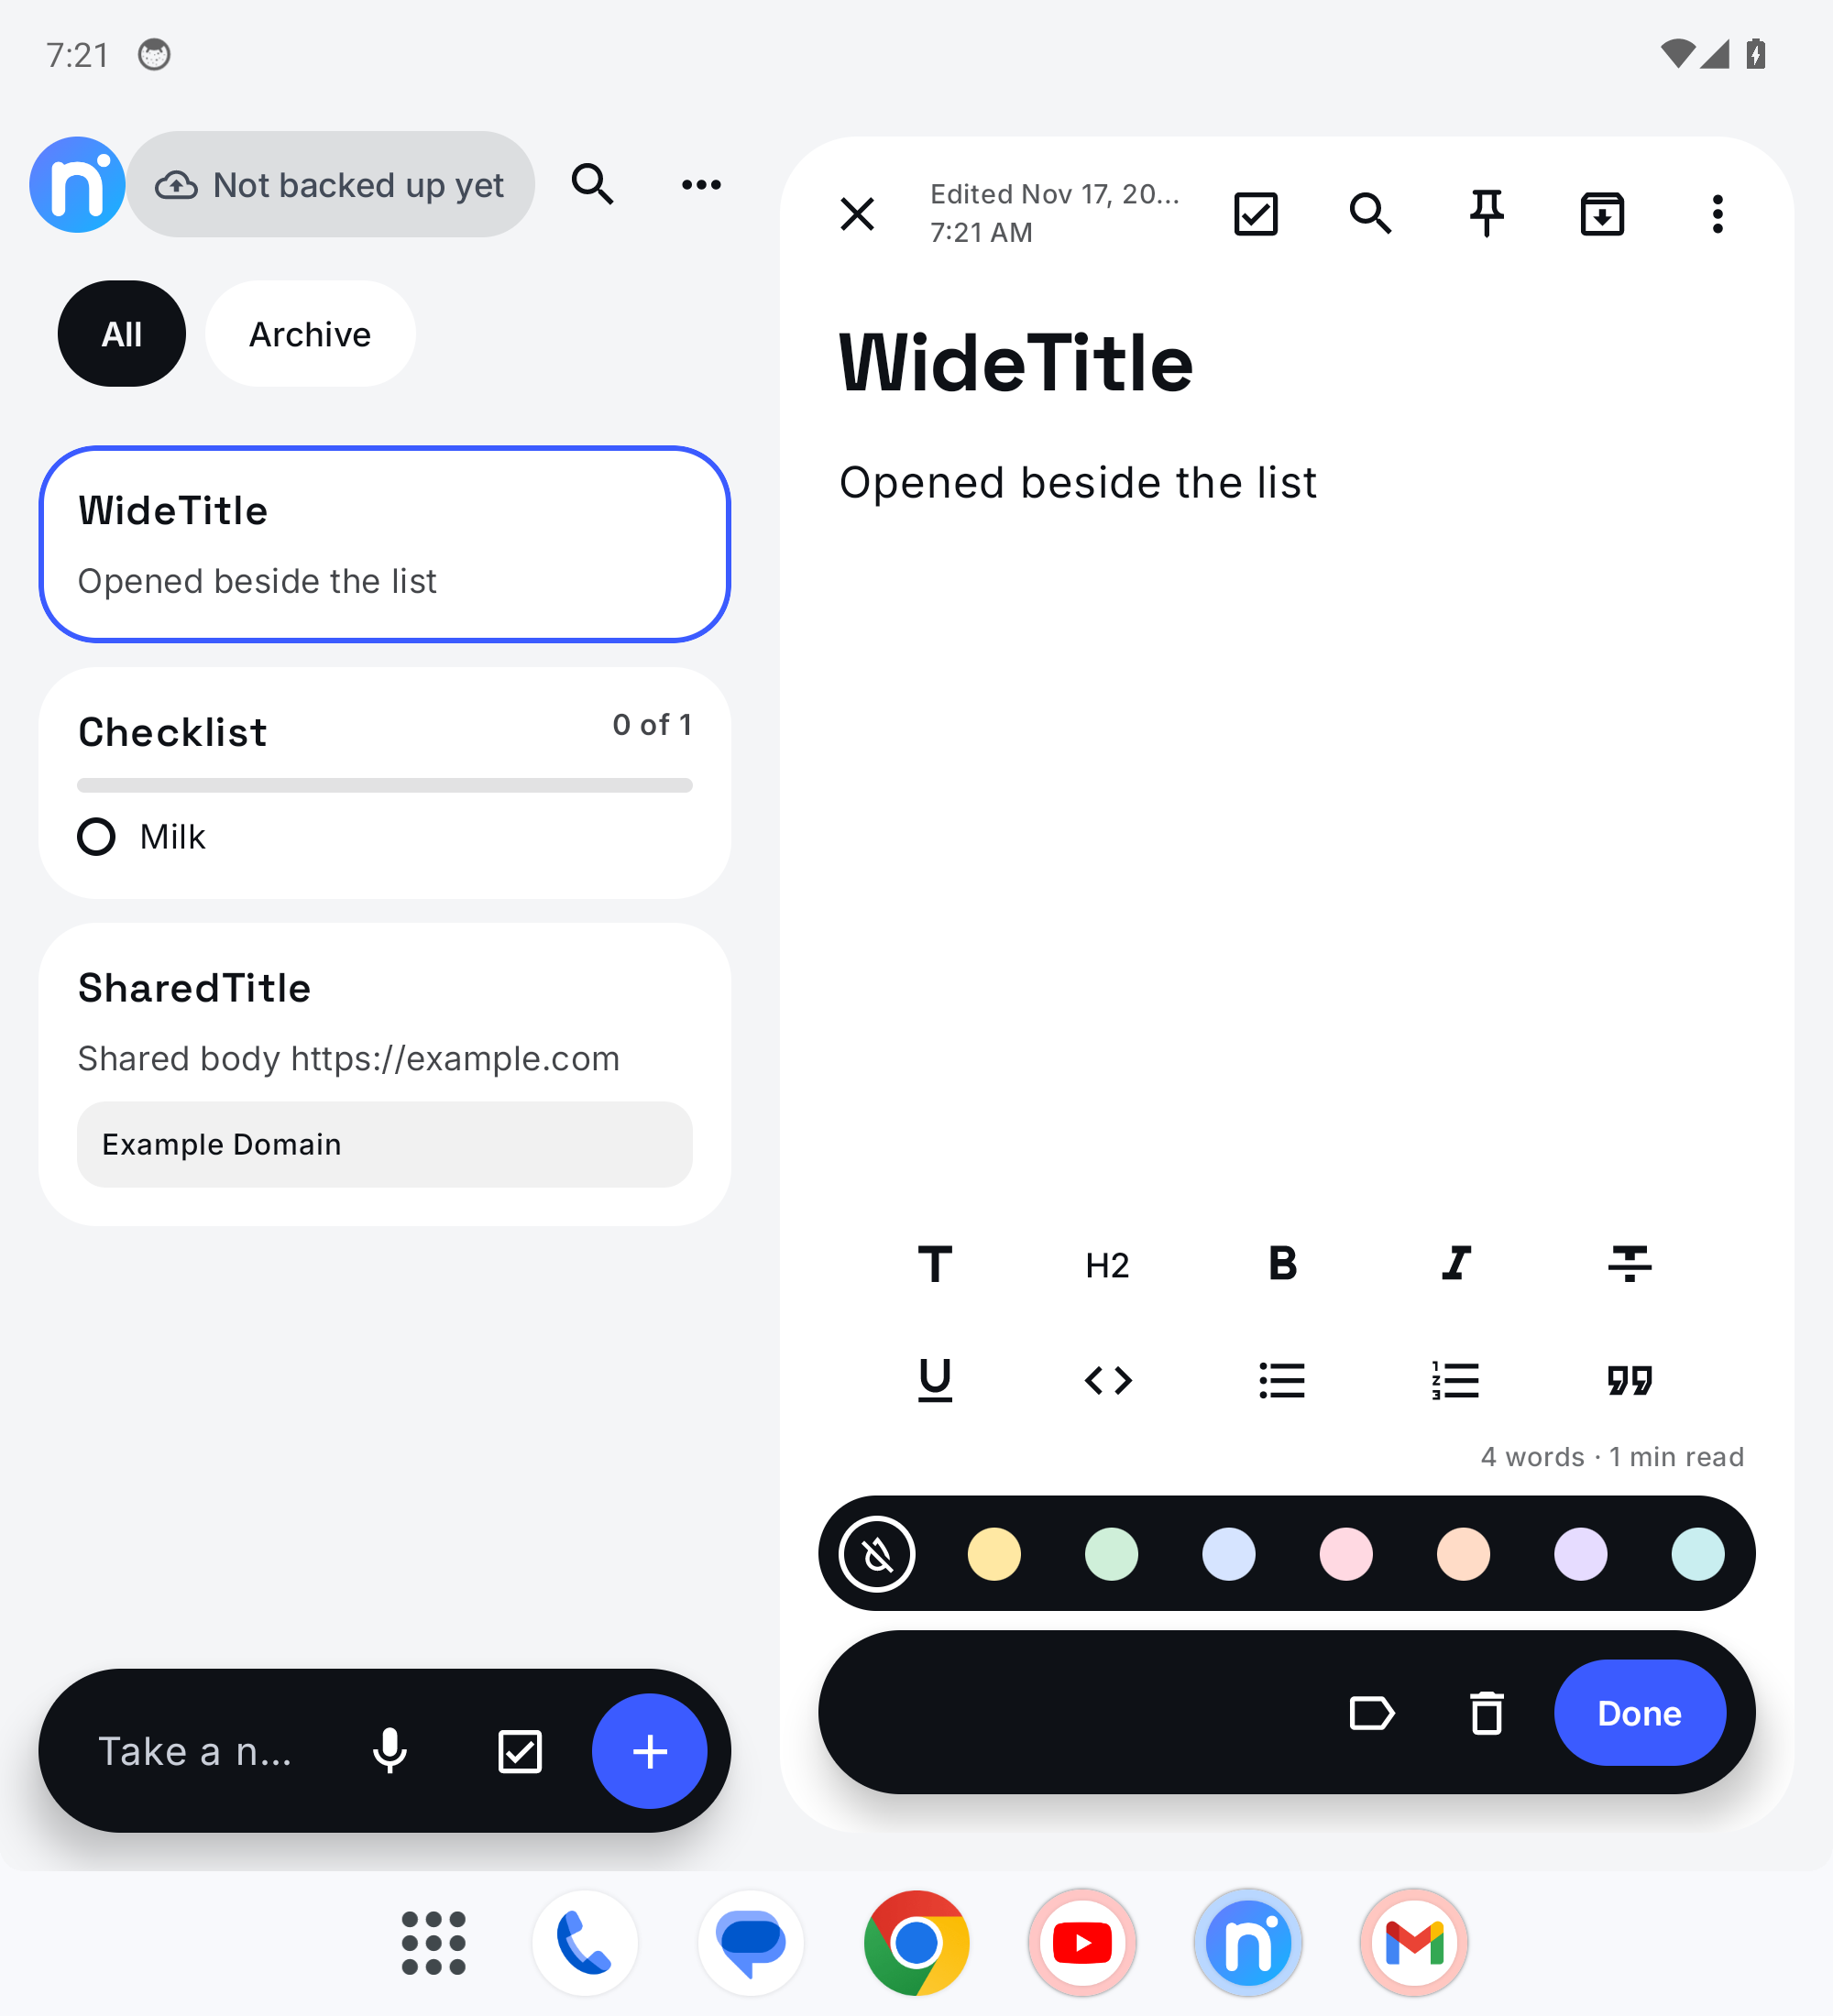 7:21
Not backed up yet
All
Archive
WideTitle
Opened beside the list
Checklist
0 of 1
Milk
SharedTitle
Shared body https://example.com
Example Domain
Take a n...
Edited Nov 17, 20...
7:21 AM
WideTitle
Opened beside the list
T
H2
B
I
U
4 words · 1 min read
Done